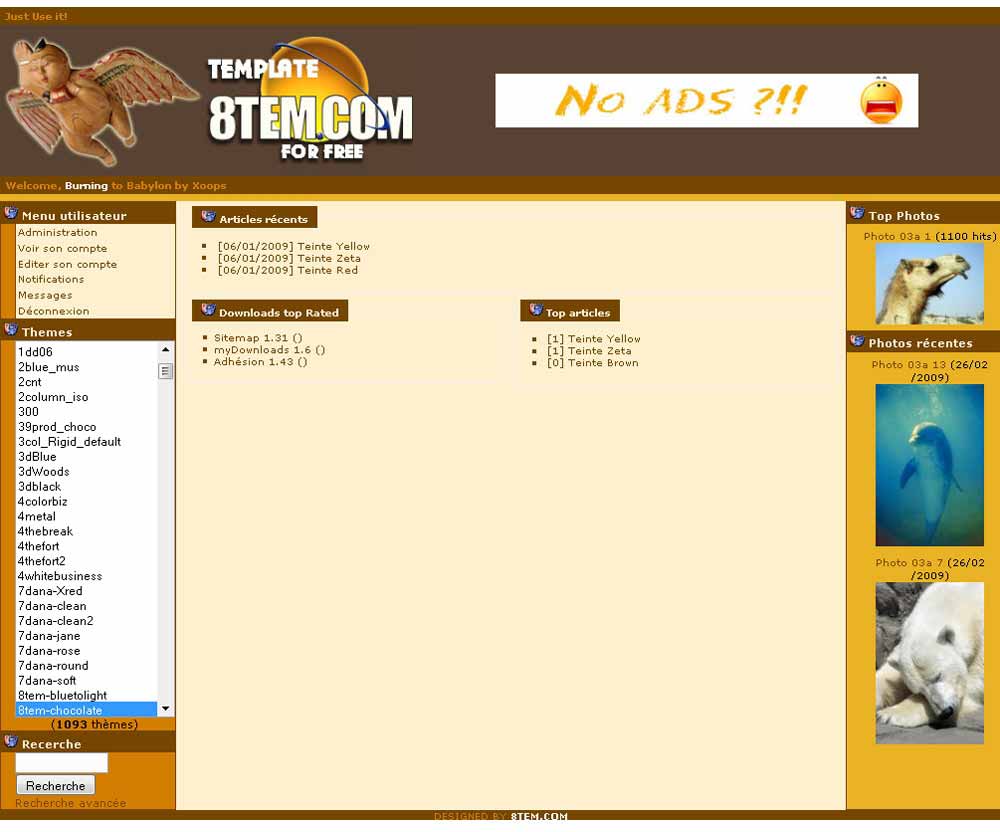 Just Use it!
TEMPLATE
8TEM.COM
FOR FREE
No ADS ?!!
Welcome, Burning to Babylon by Xoops
Menu utilisateur
Administration
Voir son compte
Editer son compte
Notifications
Messages
Déconnexion
Themes
1dd06
2blue_mus
2cnt
2column_iso
300
39prod_choco
3col_Rigid_default
3dBlue
3dWoods
3dblack
4colorbiz
4metal
4thebreak
4thefort
4thefort2
4whitebusiness
7dana-Xred
7dana-clean
7dana-clean2
7dana-jane
7dana-rose
7dana-round
7dana-soft
8tem-bluetolight
8tem-chocolate
(1093 thèmes)
Recerche
Recherche
Recherche avancée
Articles récents
[06/01/2009] Teinte Yellow
[06/01/2009] Teinte Zeta
[06/01/2009] Teinte Red
Downloads top Rated
Sitemap 1.31 ()
myDownloads 1.6 ()
Adhésion 1.43 ()
Top articles
[1] Teinte Yellow
[1] Teinte Zeta
[0] Teinte Brown
Top Photos
Photo 03a 1 (1100 hits)
Photos récentes
Photo 03a 13 (26/02
/2009)
Photo 03a 7 (26/02
/2009)
DESIGNED BY 8TEM.COM